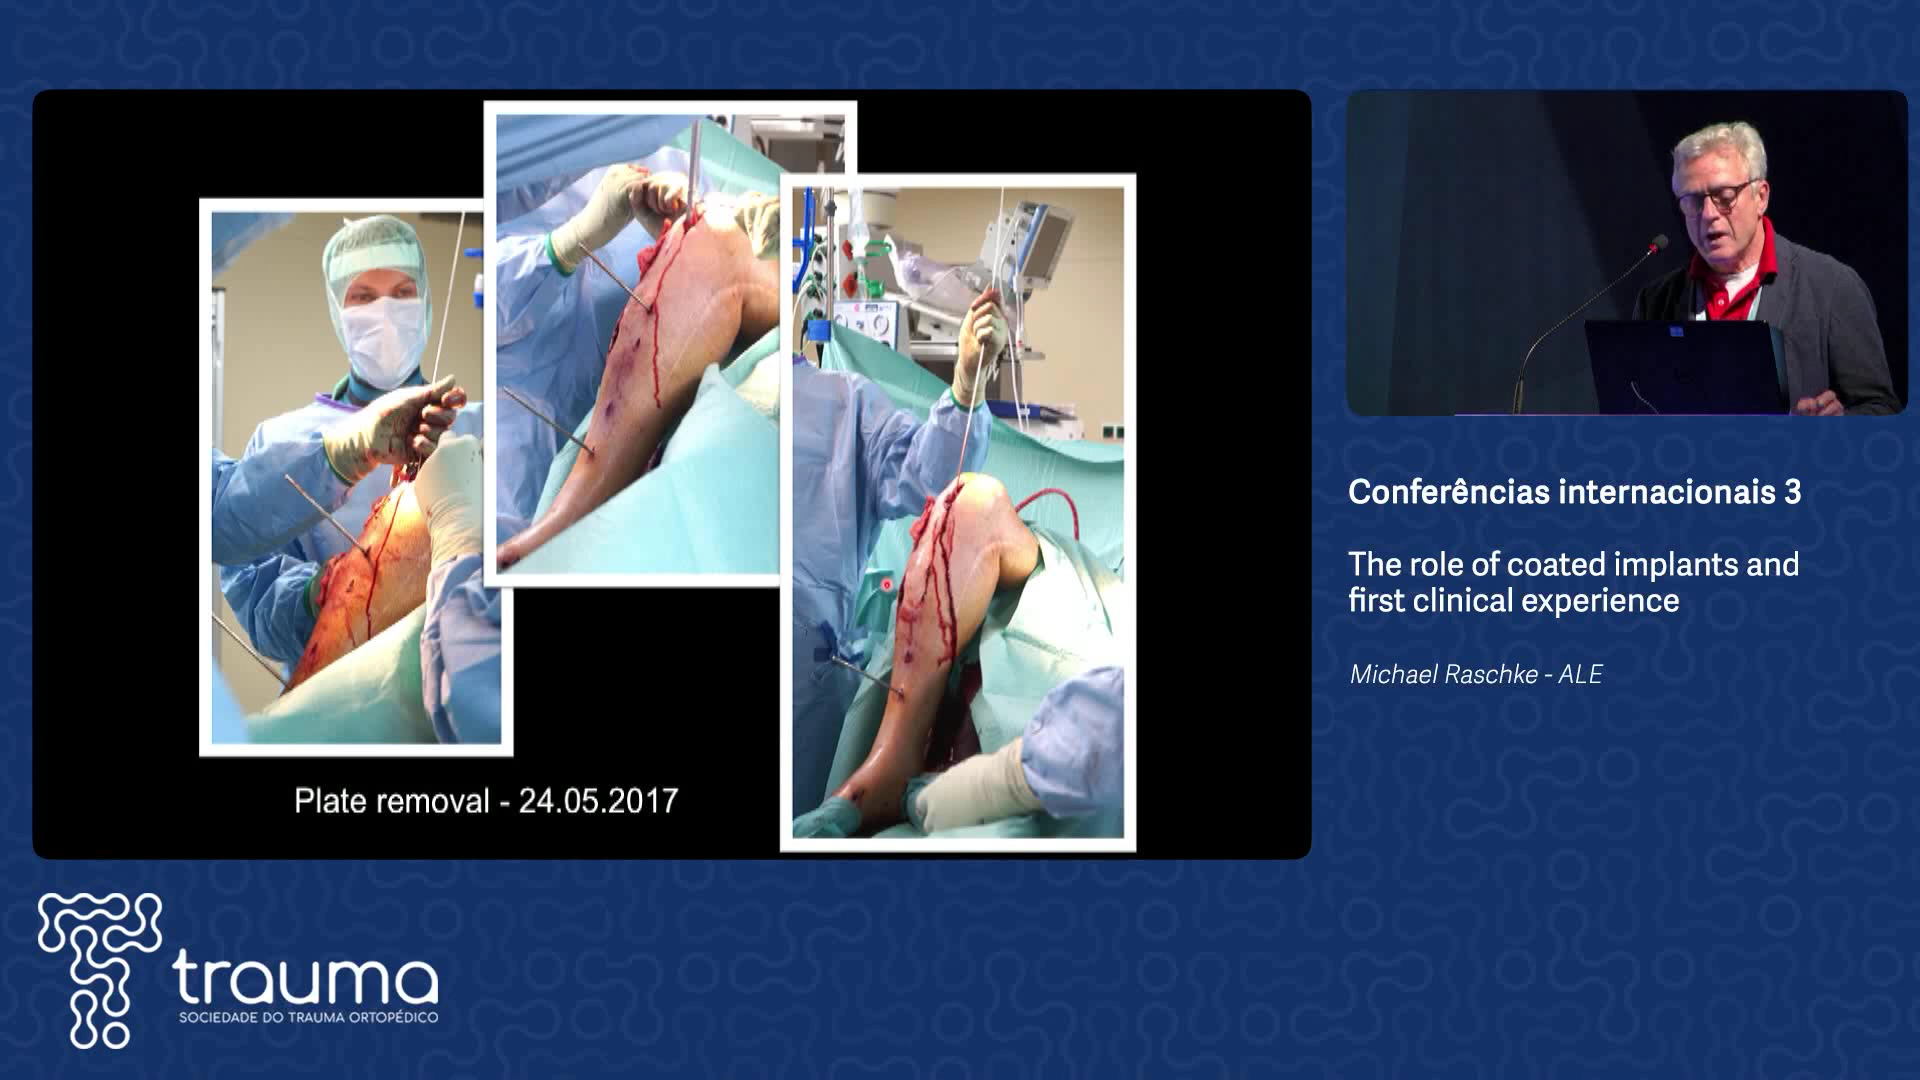 Plate removal - 24.05.2017
Conferências internacionais 3
The role of coated implants and
first clinical experience
Michael Raschke - ALE
trauma
SOCIEDADE DO TRAUMA ORTOPÉDICO